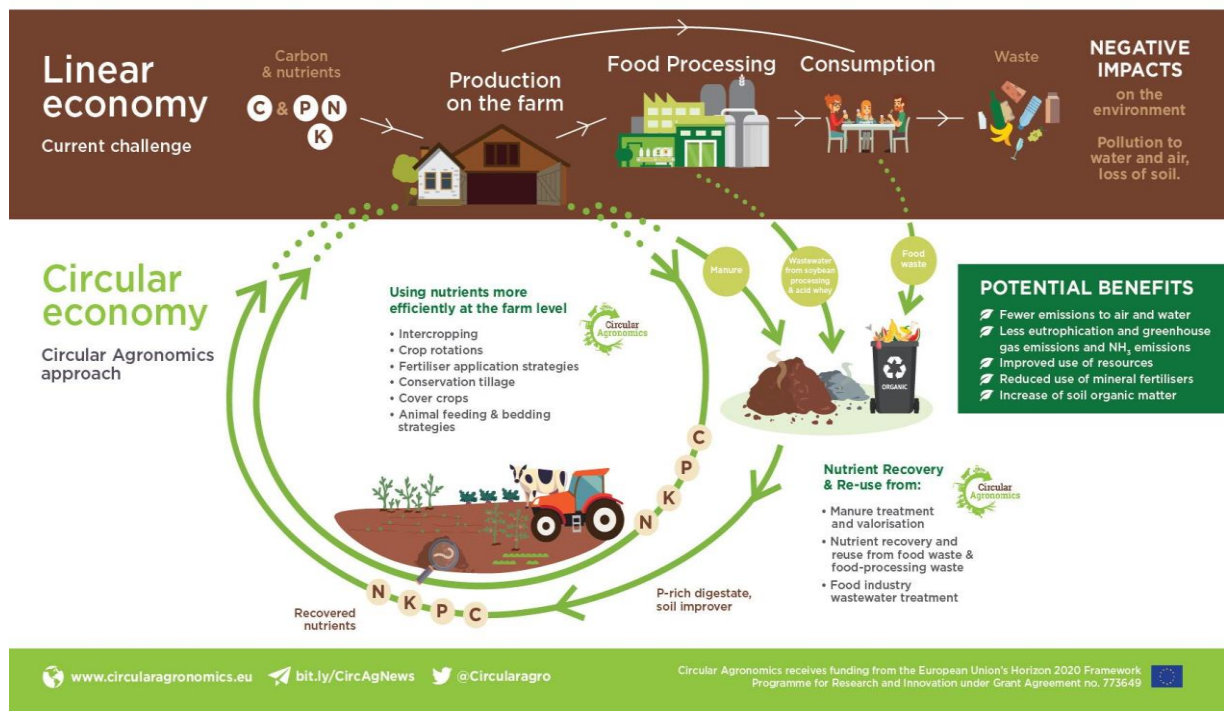 Linear
economy
Current challenge
Carbon
& nutrients
C & P N
K
Production
on the farm
Food Processing
Consumption
Waste
NEGATIVE
IMPACTS
on the
environment
Pollution to
water and air,
loss of soil.
Circular
economy
Circular Agronomics
approach
Using nutrients more
efficiently at the farm level
• Intercropping
• Crop rotations
• Fertiliser application strategies
• Conservation tillage
• Cover crops
• Animal feeding & bedding
strategies
Circular
Agronomics
Manure
Wastewater
from soybean
processing
& acid whey
Food
waste
ORGANIC
POTENTIAL BENEFITS
Fewer emissions to air and water
Less eutrophication and greenhouse
gas emissions and NH₃ emissions
Improved use of resources
Reduced use of mineral fertilisers
Increase of soil organic matter
C
P
K
N
Nutrient Recovery
& Re-use from:
• Manure treatment
and valorisation
• Nutrient recovery and
reuse from food waste &
food-processing waste
• Food industry
wastewater treatment
Circular
Agronomics
N K P C
Recovered
nutrients
P-rich digestate,
soil improver
www.circularagronomics.eu
bit.ly/CircAgNews
@Circularagro
Circular Agronomics receives funding from the European Union's Horizon 2020 Framework
Programme for Research and Innovation under Grant Agreement no. 773649